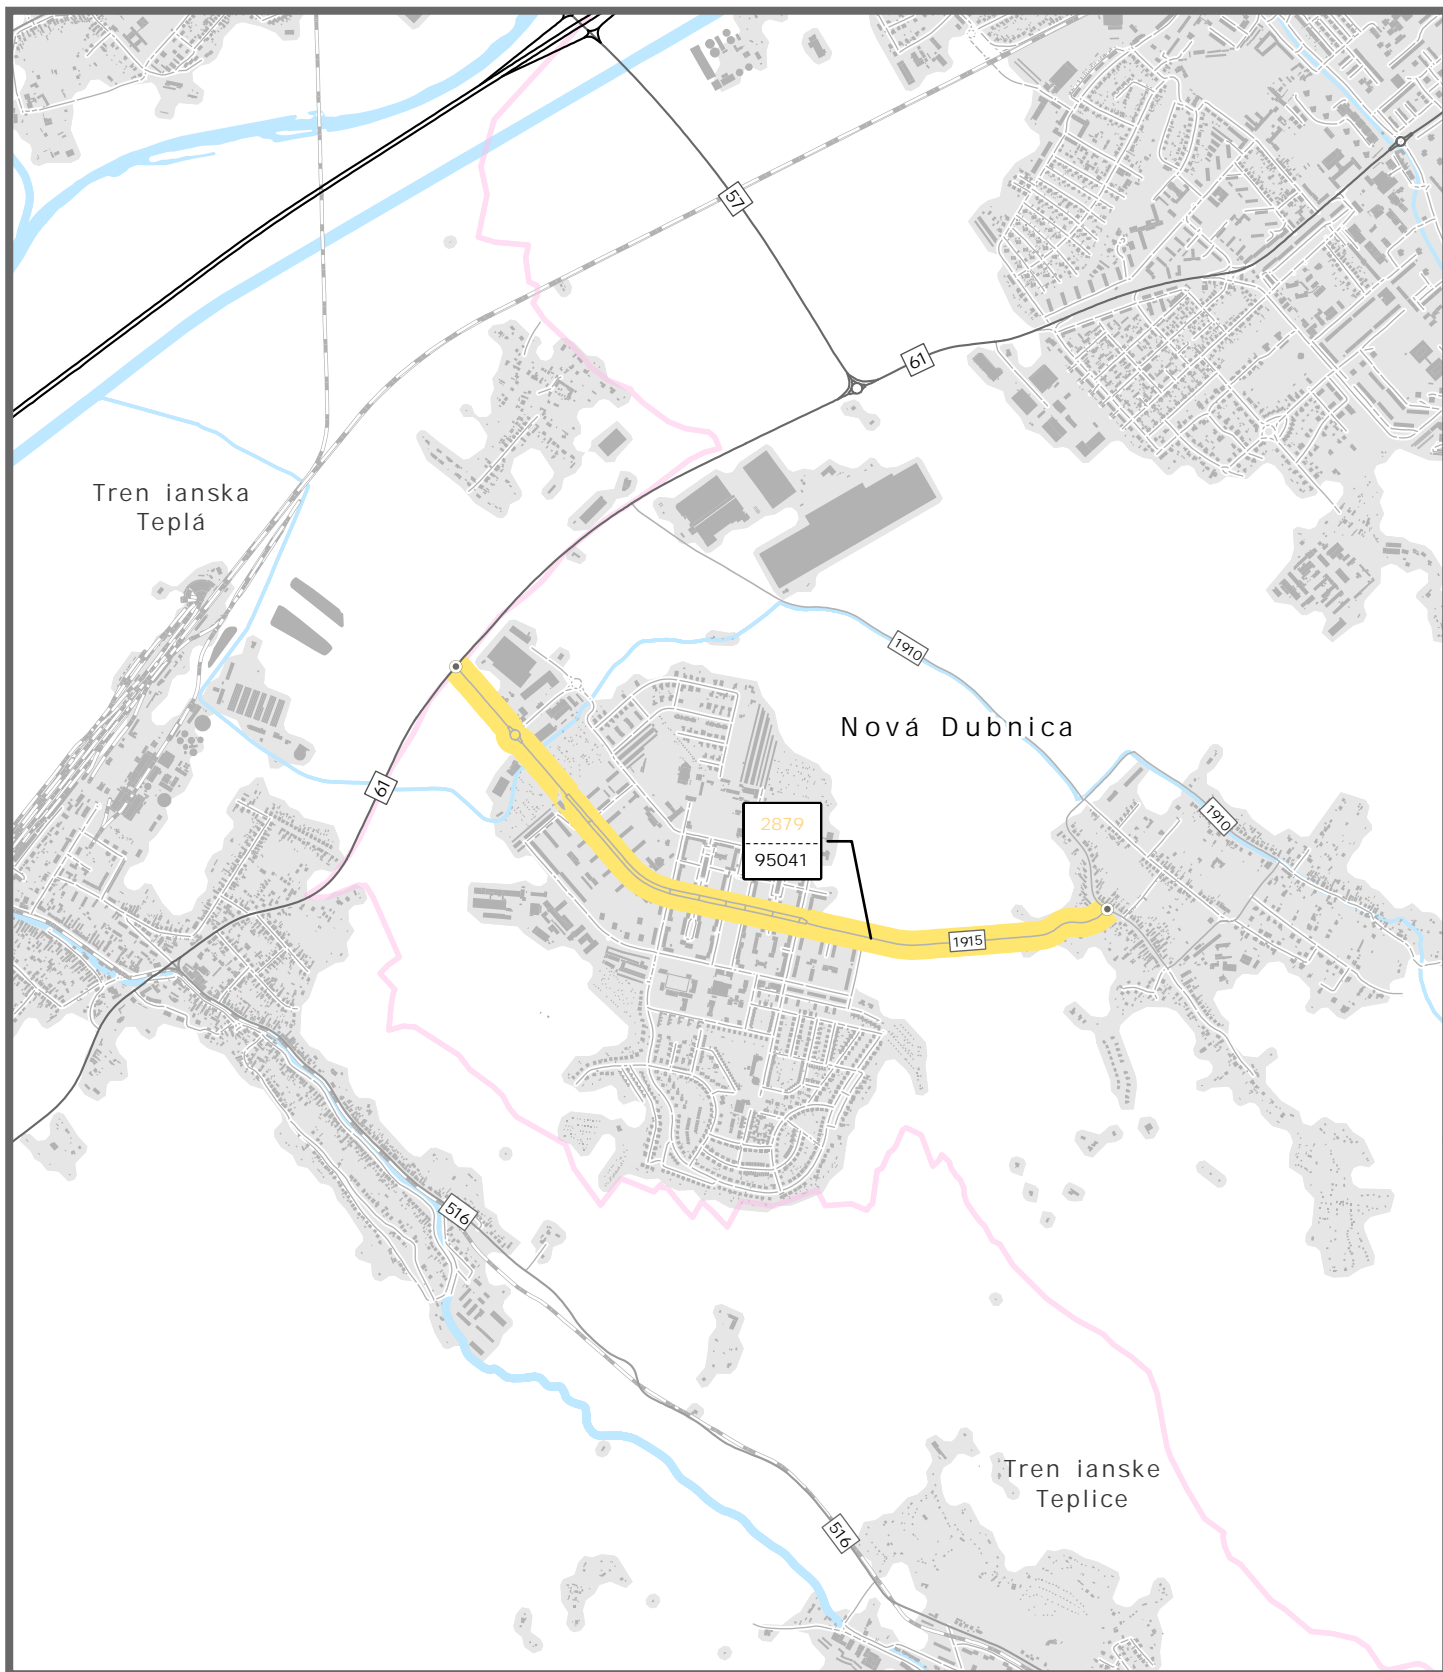 57
61
Tren ianska
Teplá
1910
Nová Dubnica
61
1910
2879
95041
1915
516
Tren ianske
Teplice
516